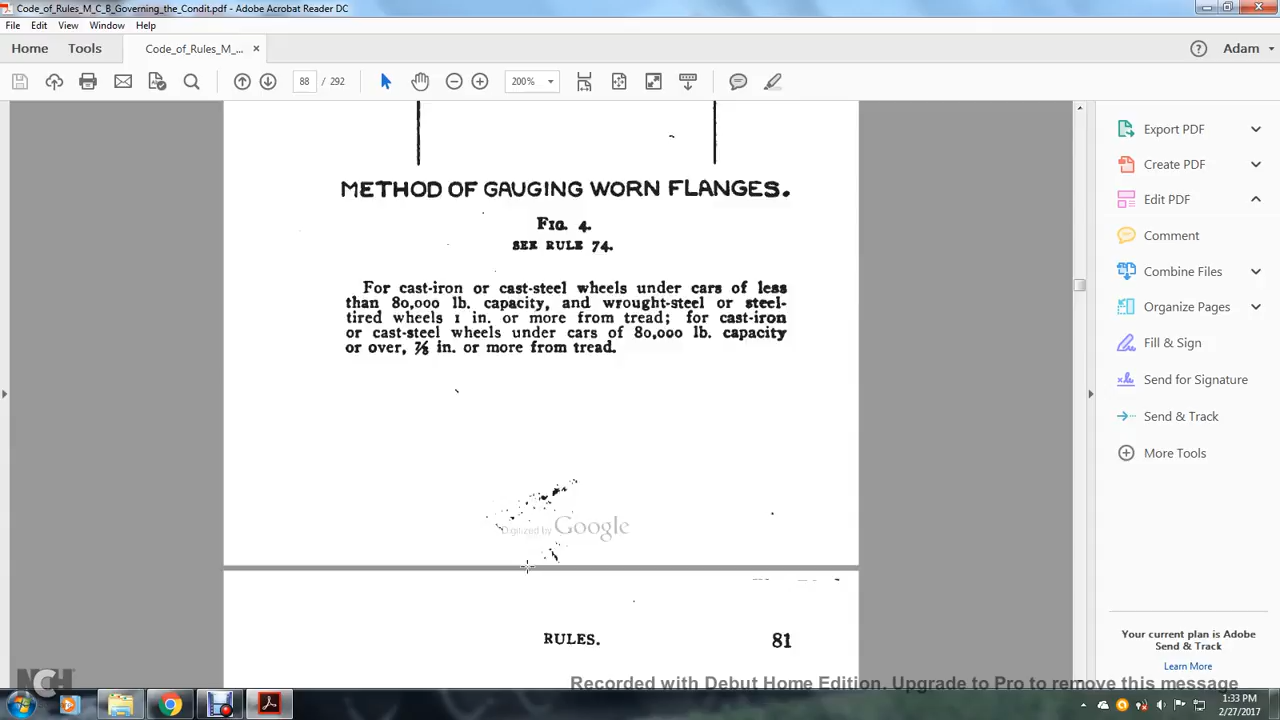 Code_of_Rules_M_C_B_Governing_the_Condit.pdf - Adobe Acrobat Reader DC
File Edit View Window Help
Home Tools Code_of_Rules_M_... × Adam
88 / 292 200%
METHOD OF GAUGING WORN FLANGES.
FIG. 4.
SEE RULE 74.
For cast-iron or cast-steel wheels under cars of less
than 80,000 lb. capacity, and wrought-steel or steel-
tired wheels 1 in. or more from tread; for cast-iron
or cast-steel wheels under cars of 80,000 lb. capacity
or over, ⅞ in. or more from tread.
Digitized by Google
RULES. 81
Export PDF
Create PDF
Edit PDF
Comment
Combine Files
Organize Pages
Fill & Sign
Send for Signature
Send & Track
More Tools
Your current plan is Adobe
Send & Track
Learn More
NCH
Recorded with Debut Home Edition. Upgrade to Pro to remove this message
1:33 PM
2/27/2017